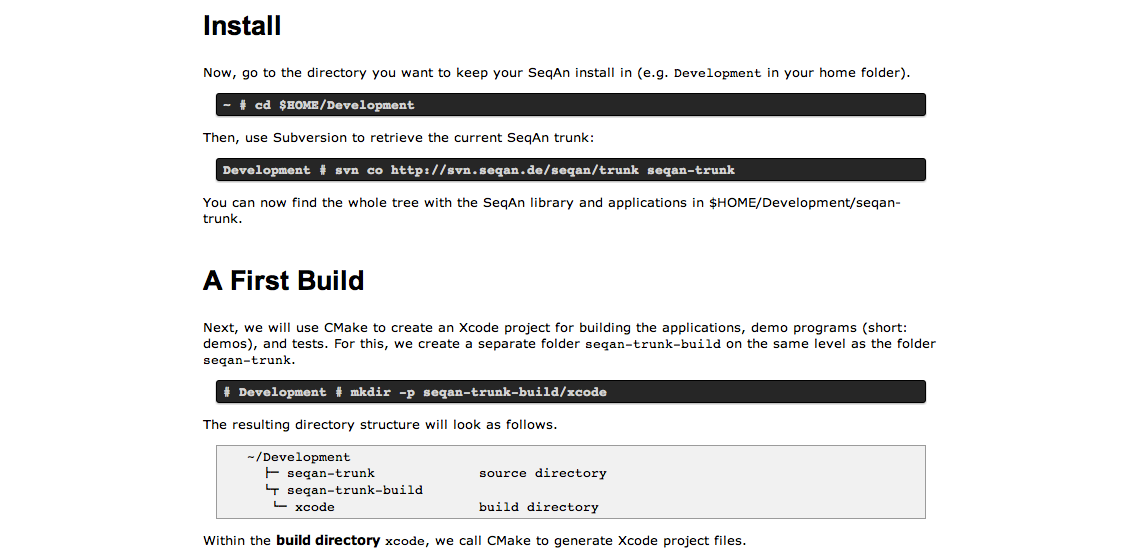 Install
Now, go to the directory you want to keep your SeqAn install in (e.g. Development in your home folder).
~ # cd $HOME/Development
Then, use Subversion to retrieve the current SeqAn trunk:
Development # svn co http://svn.seqan.de/seqan/trunk seqan-trunk
You can now find the whole tree with the SeqAn library and applications in $HOME/Development/seqan-
trunk.
A First Build
Next, we will use CMake to create an Xcode project for building the applications, demo programs (short:
demos), and tests. For this, we create a separate folder seqan-trunk-build on the same level as the folder
seqan-trunk.
# Development # mkdir -p seqan-trunk-build/xcode
The resulting directory structure will look as follows.
~/Development
├─ seqan-trunk source directory
└┬ seqan-trunk-build
└─ xcode build directory
Within the build directory xcode, we call CMake to generate Xcode project files.